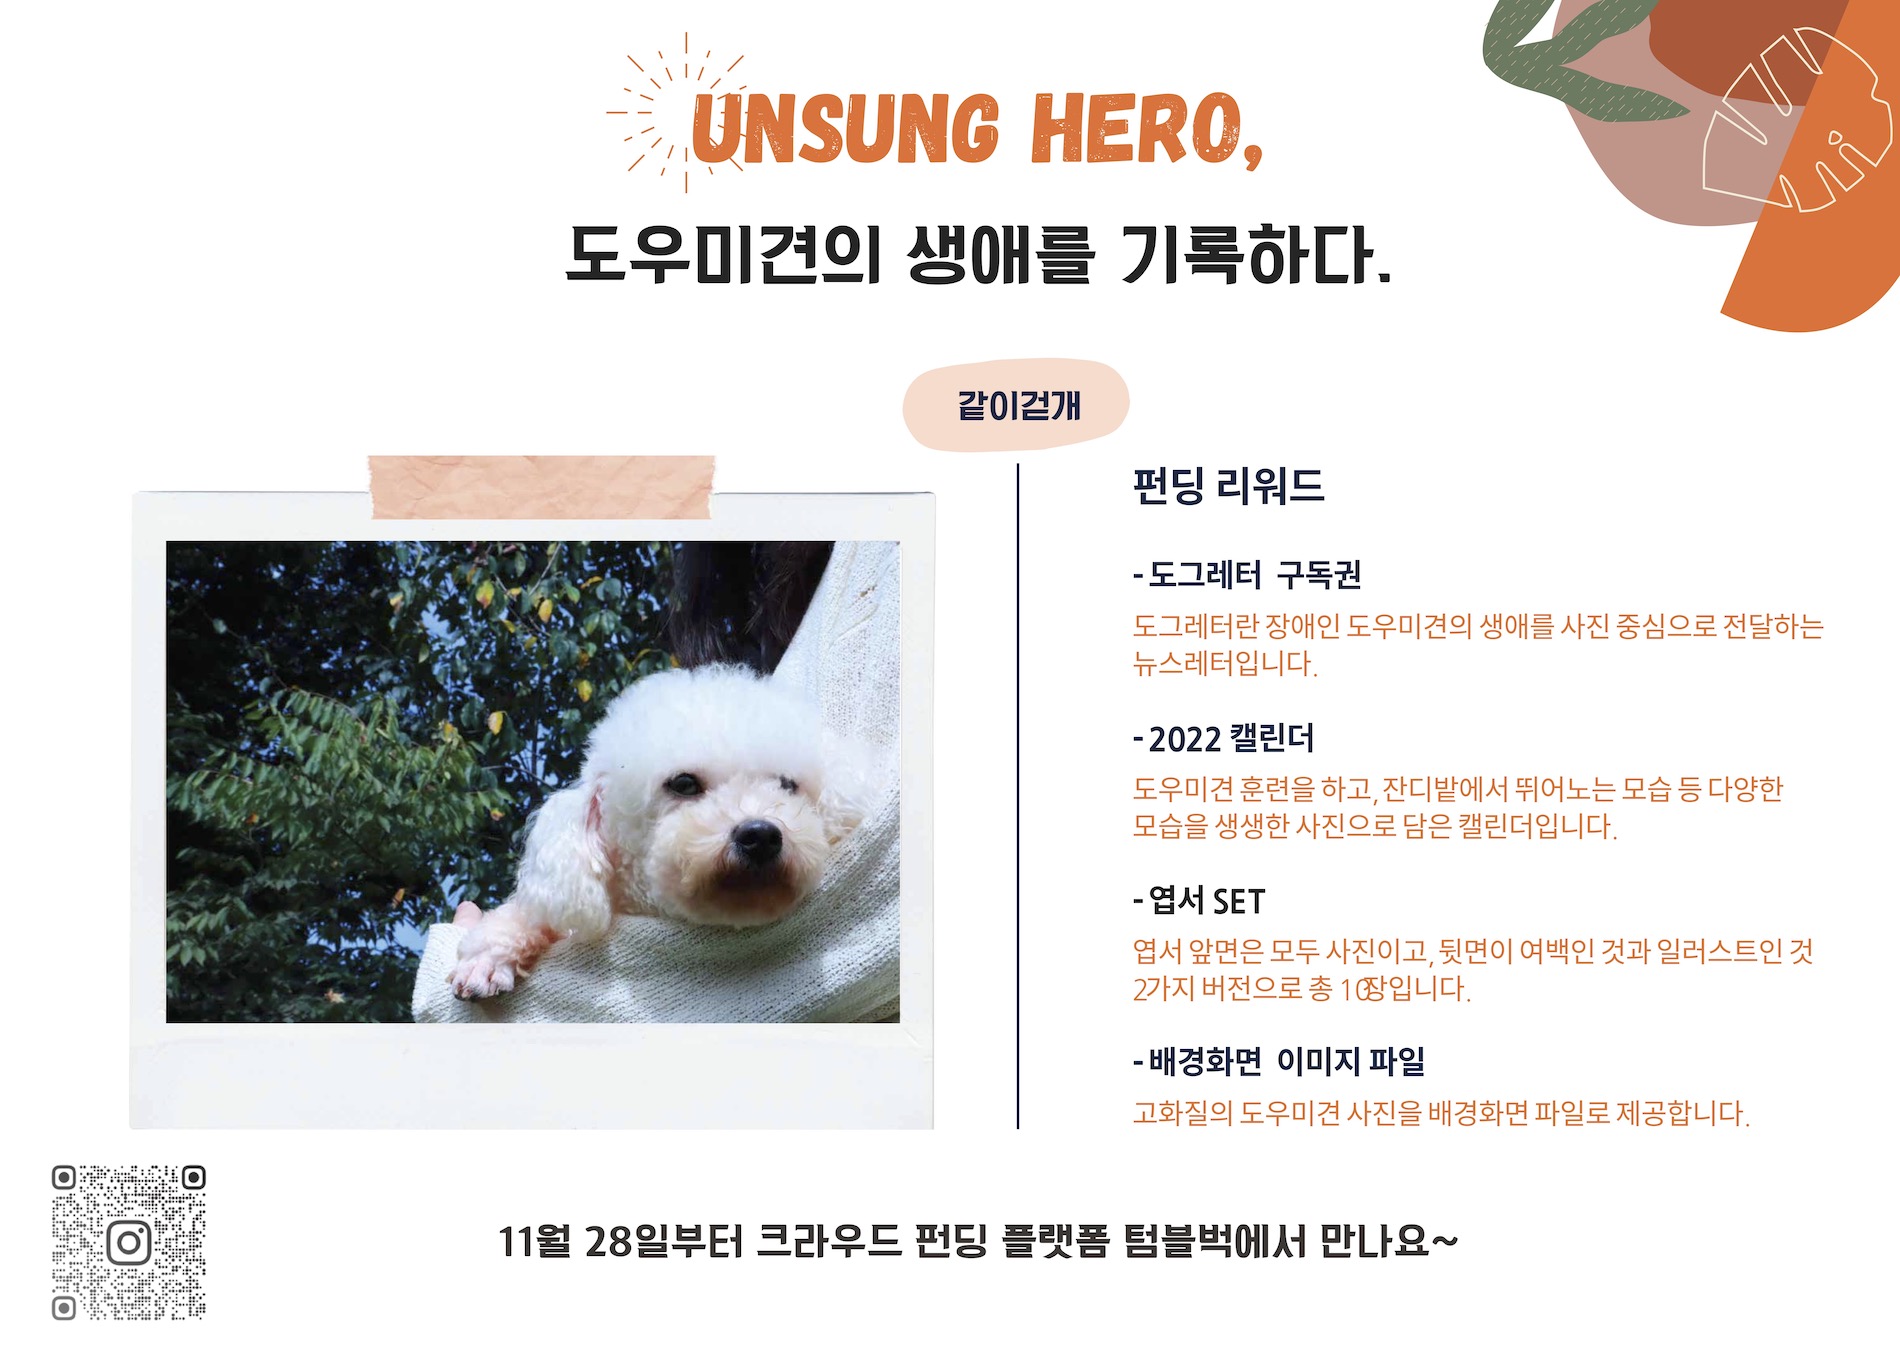 UNSUNG HERO,
도우미견의 생애를 기록하다.
같이걷개
펀딩 리워드
- 도그레터 구독권
도그레터란 장애인 도우미견의 생애를 사진 중심으로 전달하는
뉴스레터입니다.
- 2022 캘린더
도우미견 훈련을 하고, 잔디밭에서 뛰어노는 모습 등 다양한
모습을 생생한 사진으로 담은 캘린더입니다.
- 엽서 SET
엽서 앞면은 모두 사진이고, 뒷면이 여백인 것과 일러스트인 것
2가지 버전으로 총 10장입니다.
- 배경화면 이미지 파일
고화질의 도우미견 사진을 배경화면 파일로 제공합니다.
11월 28일부터 크라우드 펀딩 플랫폼 텀블벅에서 만나요~